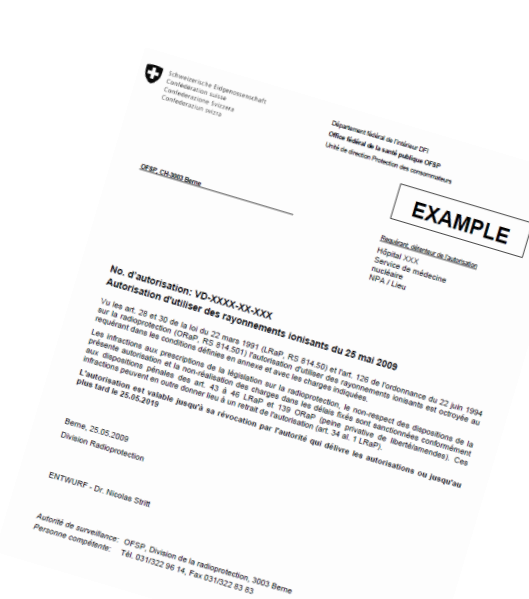 Schweizerische Eidgenossenschaft
Confédération suisse
Confederazione Svizzera
Confederaziun svizra
Département fédéral de l'intérieur DFI
Office fédéral de la santé publique OFSP
Unité de direction Protection des consommateurs
OFSP, CH-3003 Berne
EXAMPLE
Requérant, détenteur de l'autorisation
Hôpital XXX
Service de médecine
nucléaire
NPA / Lieu
No. d'autorisation: VD-XXXX-XX-XXX
Autorisation d'utiliser des rayonnements ionisants du 25 mai 2009
Vu les art. 28 et 30 de la loi du 22 mars 1991 (LRaP, RS 814.50) et l'art. 126 de l'ordonnance du 22 juin 1994
sur la radioprotection (ORaP, RS 814.501) l'autorisation d'utiliser des rayonnements ionisants est octroyée au
requérant dans les conditions définies en annexe et avec les charges indiquées.
Les infractions aux prescriptions de la législation sur la radioprotection, le non-respect des dispositions de la
présente autorisation et la non-réalisation des charges dans les délais fixés sont sanctionnées conformément
aux dispositions pénales des art. 43 à 46 LRaP et 139 ORaP (peine privative de liberté/amendes). Ces
infractions peuvent en outre donner lieu à un retrait de l'autorisation (art. 34 al. 1 LRaP).
L'autorisation est valable jusqu'à sa révocation par l'autorité qui délivre les autorisations ou jusqu'au
plus tard le 25.05.2019
Berne, 25.05.2009
Division Radioprotection
ENTWURF - Dr. Nicolas Stritt
Autorité de surveillance: OFSP, Division de la radioprotection, 3003 Berne
Personne compétente: Tél. 031/322 96 14, Fax 031/322 83 83